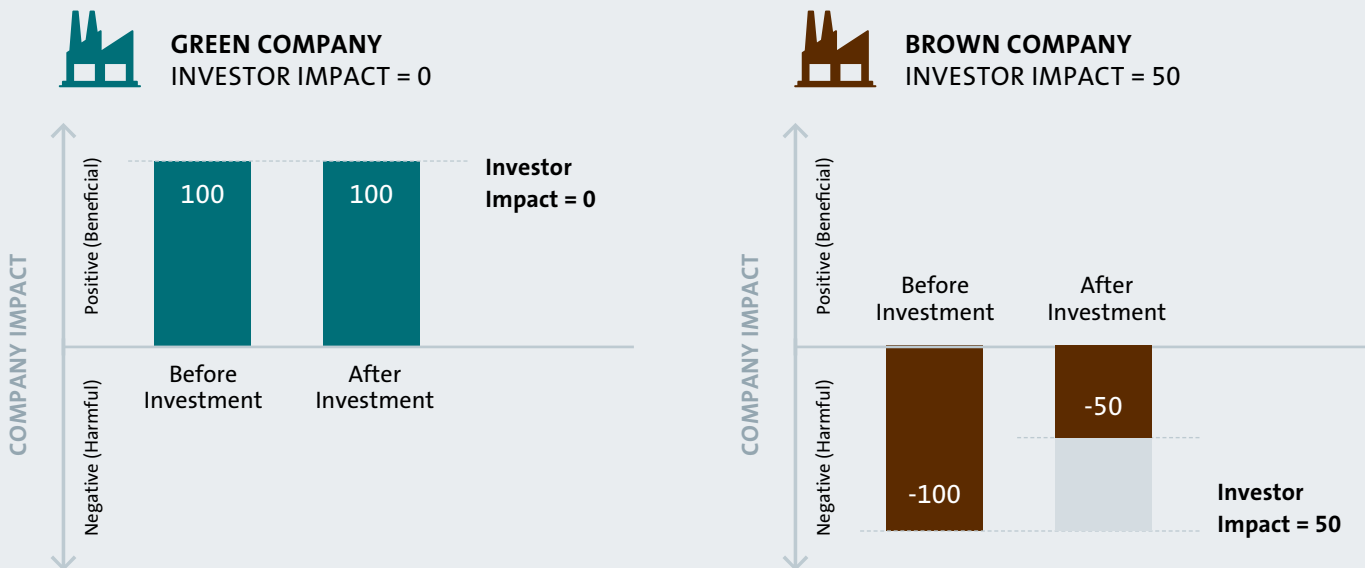 GREEN COMPANY
INVESTOR IMPACT = 0
COMPANY IMPACT
Positive (Beneficial)
Negative (Harmful)
100
100
Investor
Impact = 0
Before
Investment
After
Investment
BROWN COMPANY
INVESTOR IMPACT = 50
COMPANY IMPACT
Positive (Beneficial)
Negative (Harmful)
Before
Investment
After
Investment
-50
-100
Investor
Impact = 50